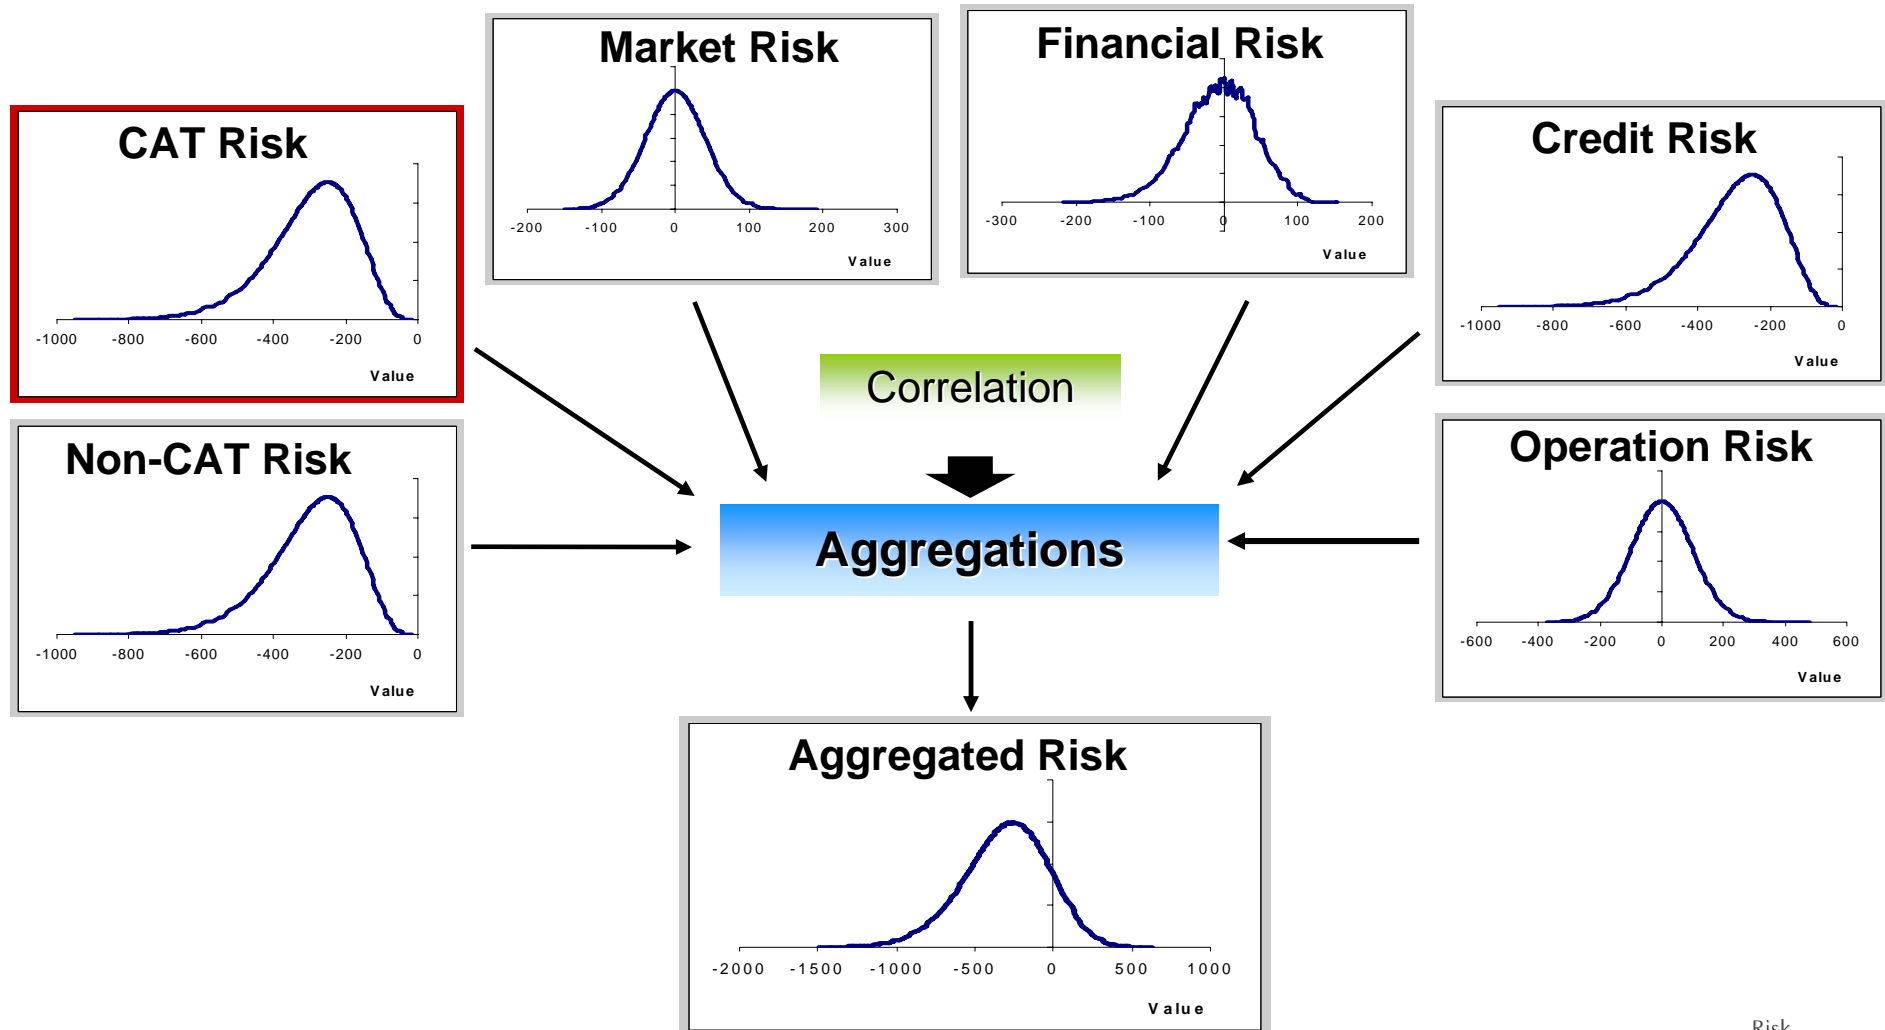 Market Risk
-200 -100 0 100 200 300
Value
Financial Risk
-300 -200 -100 0 100 200
Value
CAT Risk
-1000 -800 -600 -400 -200 0
Value
Credit Risk
-1000 -800 -600 -400 -200 0
Value
Correlation
Non-CAT Risk
-1000 -800 -600 -400 -200 0
Value
Operation Risk
-600 -400 -200 0 200 400 600
Value
Aggregations
Aggregated Risk
-2000 -1500 -1000 -500 0 500 1000
Value
Risk